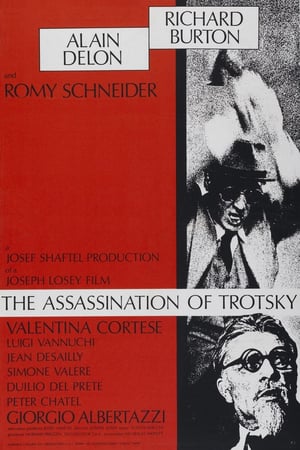 RICHARD
BURTON
ALAIN
DELON
and
ROMY SCHNEIDER
a
JOSEF SHAFTEL PRODUCTION
of a
JOSEPH LOSEY FILM
THE ASSASSINATION OF TROTSKY
VALENTINA CORTESE
LUIGI VANNUCHI
JEAN DESAILLY
SIMONE VALERE
DUILIO DEL PRETE
PETER CHATEL
GIORGIO ALBERTAZZI